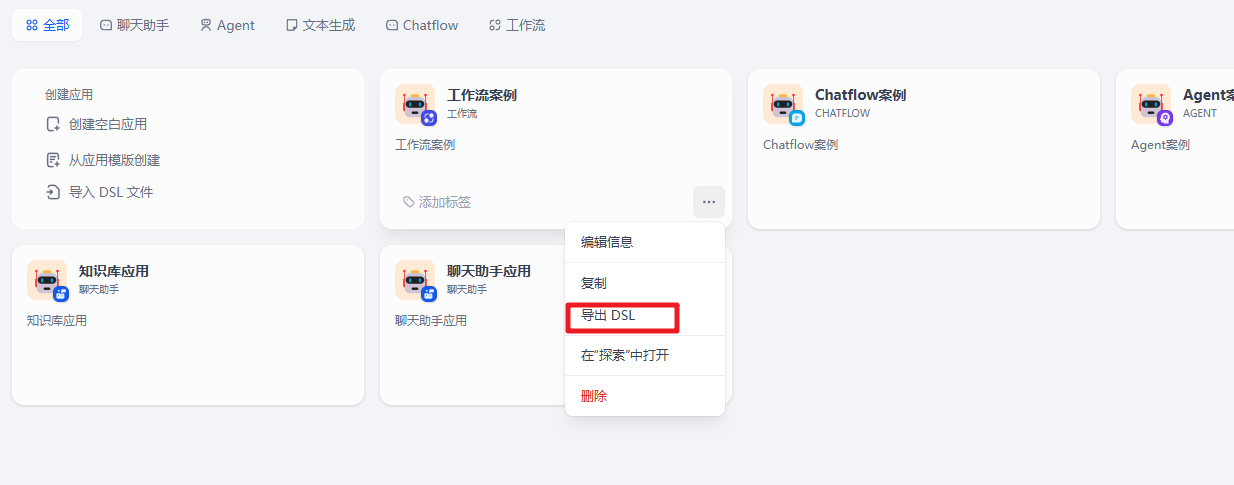 全部 聊天助手 Agent 文本生成 Chatflow 工作流
创建应用
创建空白应用
从应用模版创建
导入 DSL 文件
工作流案例
工作流
工作流案例
添加标签
Chatflow案例
CHATFLOW
Chatflow案例
Agent案
AGENT
Agent案例
知识库应用
聊天助手
知识库应用
聊天助手应用
聊天助手
聊天助手应用
编辑信息
复制
导出 DSL
在“探索”中打开
删除